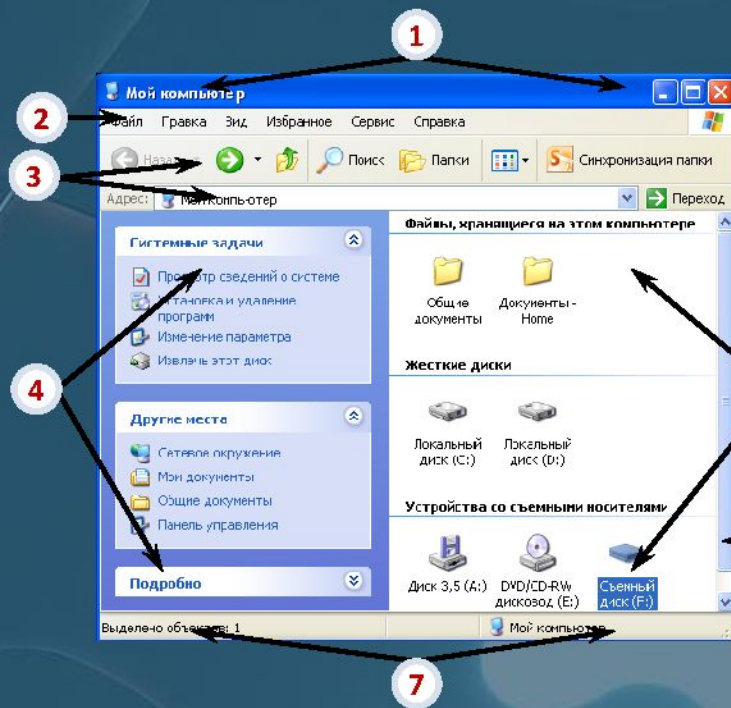 1
Мой компьютер
2
Файл Правка Вид Избранное Сервис Справка
3
Поиск Папки Синхронизация папки
Адрес: Мой компьютер Переход
Системные задачи
Просмотр сведений о системе
Установка и удаление
программ
Изменение параметра
Извлечь этот диск
4
Другие места
Сетевое окружение
Мои документы
Общие документы
Панель управления
Подробно
Файлы, хранящиеся на этом компьютере
Общие
документы
Документы -
Home
Жесткие диски
Локальный
диск (C:)
Локальный
диск (D:)
Устройства со съемными носителями
Диск 3,5 (A:)
DVD/CD-RW
дисковод (E:)
Съемный
диск (F:)
Выделено объектов: 1
Мой компьютер
7